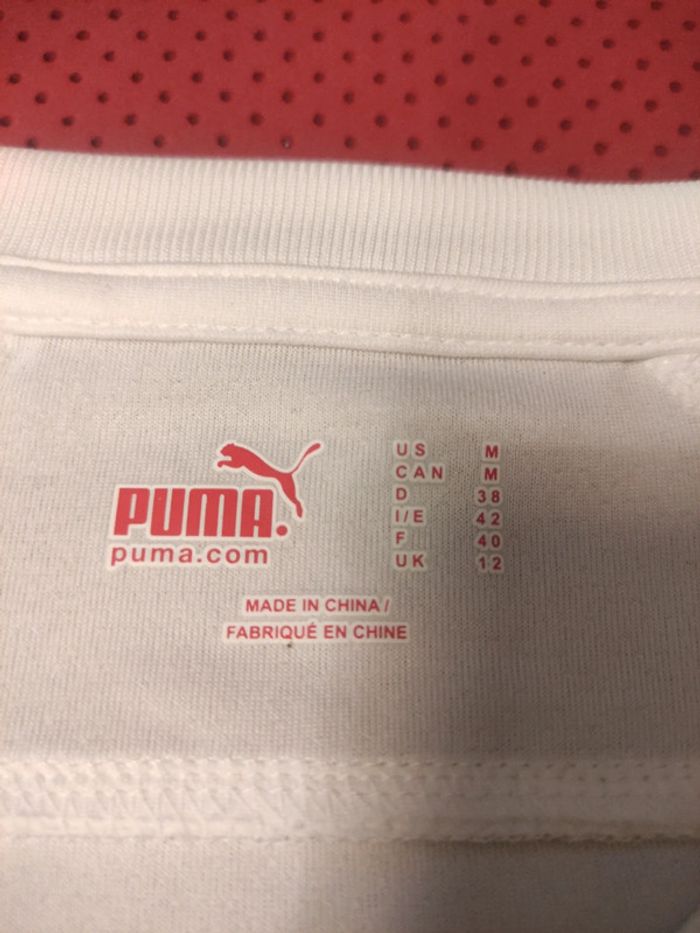 PUMA.
puma.com
US M
CAN M
D 38
I/E 42
F 40
UK 12
MADE IN CHINA /
FABRIQUÉ EN CHINE